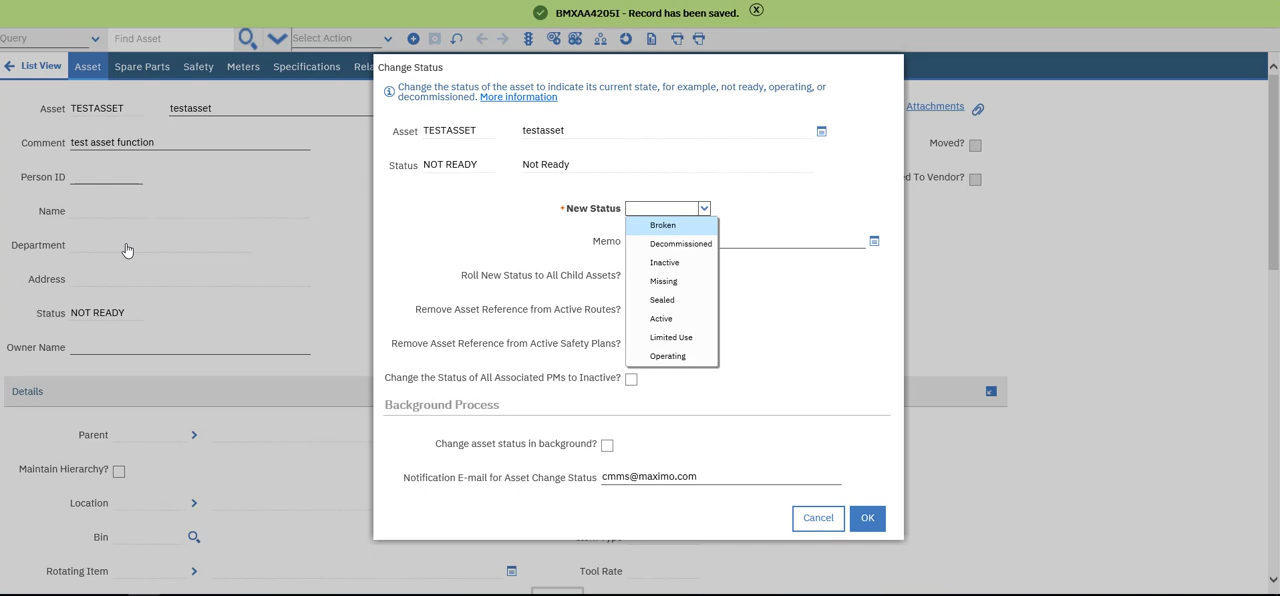 BMXAA4205I - Record has been saved.
Query
Find Asset
Select Action
List View
Asset
Spare Parts
Safety
Meters
Specifications
Rela
Change Status
Change the status of the asset to indicate its current state, for example, not ready, operating, or
decommissioned. More information
Asset TESTASSET testasset
Attachments
Asset TESTASSET testasset
Comment test asset function
Moved?
Status NOT READY Not Ready
Person ID
d To Vendor?
Name
*New Status
Broken
Decommissioned
Inactive
Missing
Sealed
Active
Limited Use
Operating
Department
Memo
Address
Roll New Status to All Child Assets?
Status NOT READY
Remove Asset Reference from Active Routes?
Owner Name
Remove Asset Reference from Active Safety Plans?
Change the Status of All Associated PMs to Inactive?
Details
Background Process
Parent
Change asset status in background?
Maintain Hierarchy?
Notification E-mail for Asset Change Status cmms@maximo.com
Location
Cancel
OK
Bin
Rotating Item
Tool Rate